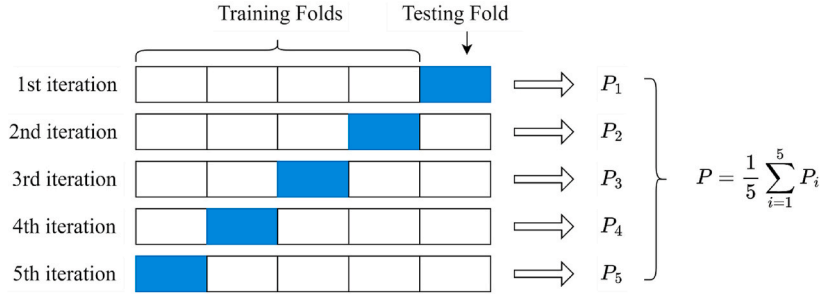 Training Folds Testing Fold
1st iteration P₁
2nd iteration P₂
3rd iteration P₃
4th iteration P₄
5th iteration P₅
P = 1/5 ∑_{i=1}^{5} Pᵢ